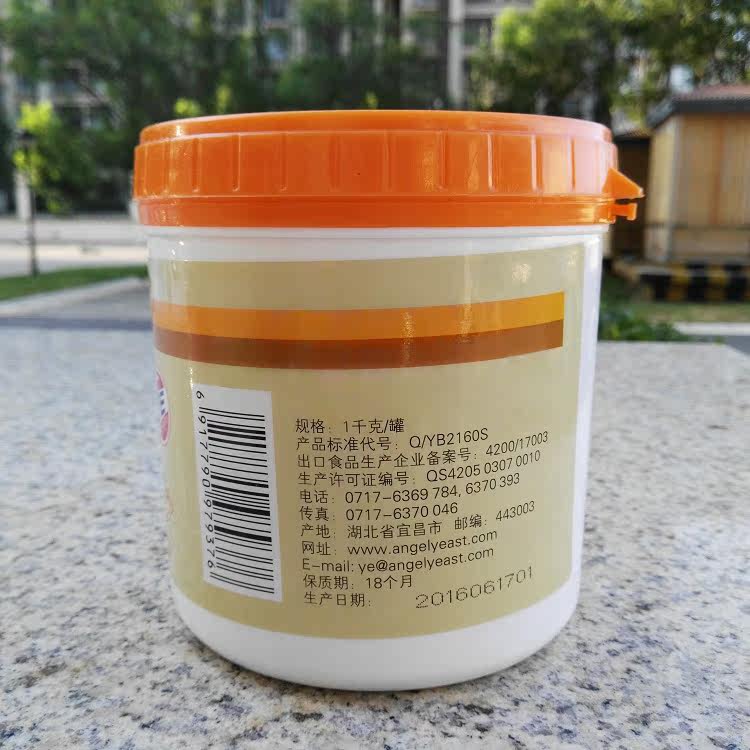 6917790979376
规格：1千克/罐
产品标准代号：Q/YB2160S
出口食品生产企业备案号：4200/17003
生产许可证编号：QS4205 0307 0010
电话：0717-6369 784, 6370 393
传真：0717-6370 046
产地：湖北省宜昌市 邮编：443003
网址：www.angelyeast.com
E-mail: ye@angelyeast.com
保质期：18个月
生产日期： 2016061701